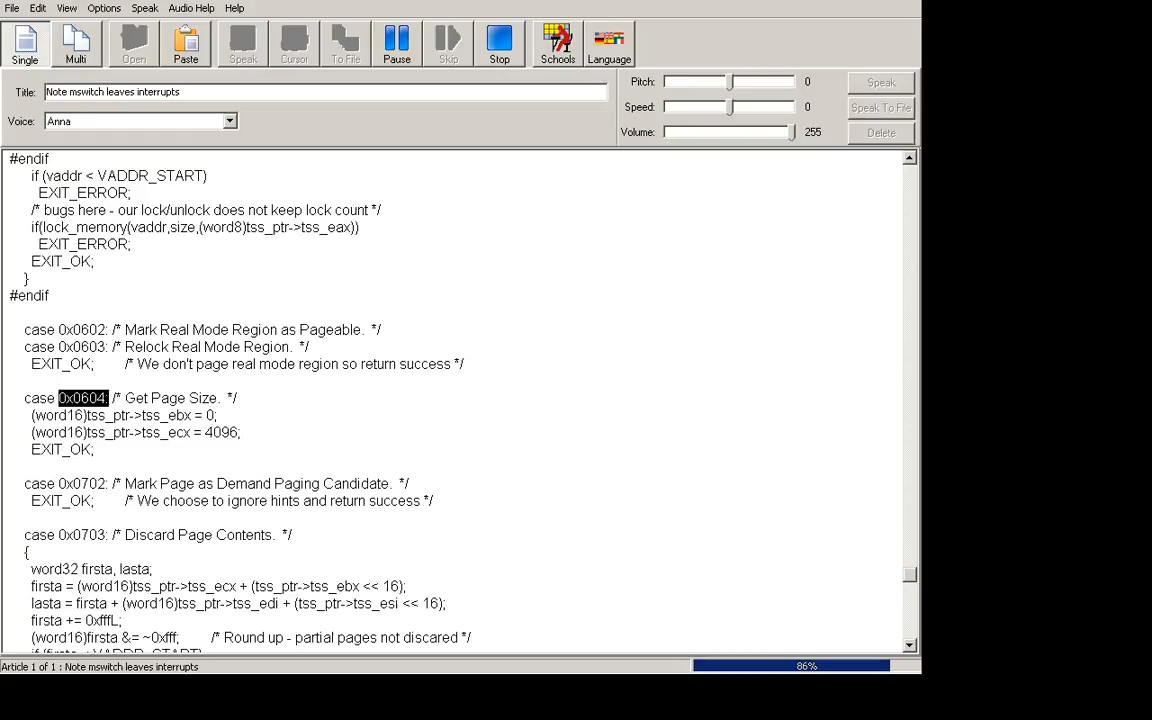 File Edit View Options Speak Audio Help Help
Single Multi Open Paste Speak Cursor To File Pause Skip Stop Schools Language
Title: Note mswitch leaves interrupts
Voice: Anna
Pitch: 0 Speak
Speed: 0 Speak To File
Volume: 255 Delete
#endif
if (vaddr < VADDR_START)
EXIT_ERROR;
/* bugs here - our lock/unlock does not keep lock count */
if(lock_memory(vaddr,size,(word8)tss_ptr->tss_eax))
EXIT_ERROR;
EXIT_OK;
}
#endif
case 0x0602: /* Mark Real Mode Region as Pageable.  */
case 0x0603: /* Relock Real Mode Region.  */
EXIT_OK; /* We don't page real mode region so return success */
case 0x0604: /* Get Page Size.  */
(word16)tss_ptr->tss_ebx = 0;
(word16)tss_ptr->tss_ecx = 4096;
EXIT_OK;
case 0x0702: /* Mark Page as Demand Paging Candidate.  */
EXIT_OK; /* We choose to ignore hints and return success */
case 0x0703: /* Discard Page Contents.  */
{
word32 firsta, lasta;
firsta = (word16)tss_ptr->tss_ecx + (tss_ptr->tss_ebx << 16);
lasta = firsta + (word16)tss_ptr->tss_edi + (tss_ptr->tss_esi << 16);
firsta += 0xfffL;
(word16)firsta &= ~0xfff; /* Round up - partial pages not discared */
Article 1 of 1 : Note mswitch leaves interrupts 86%